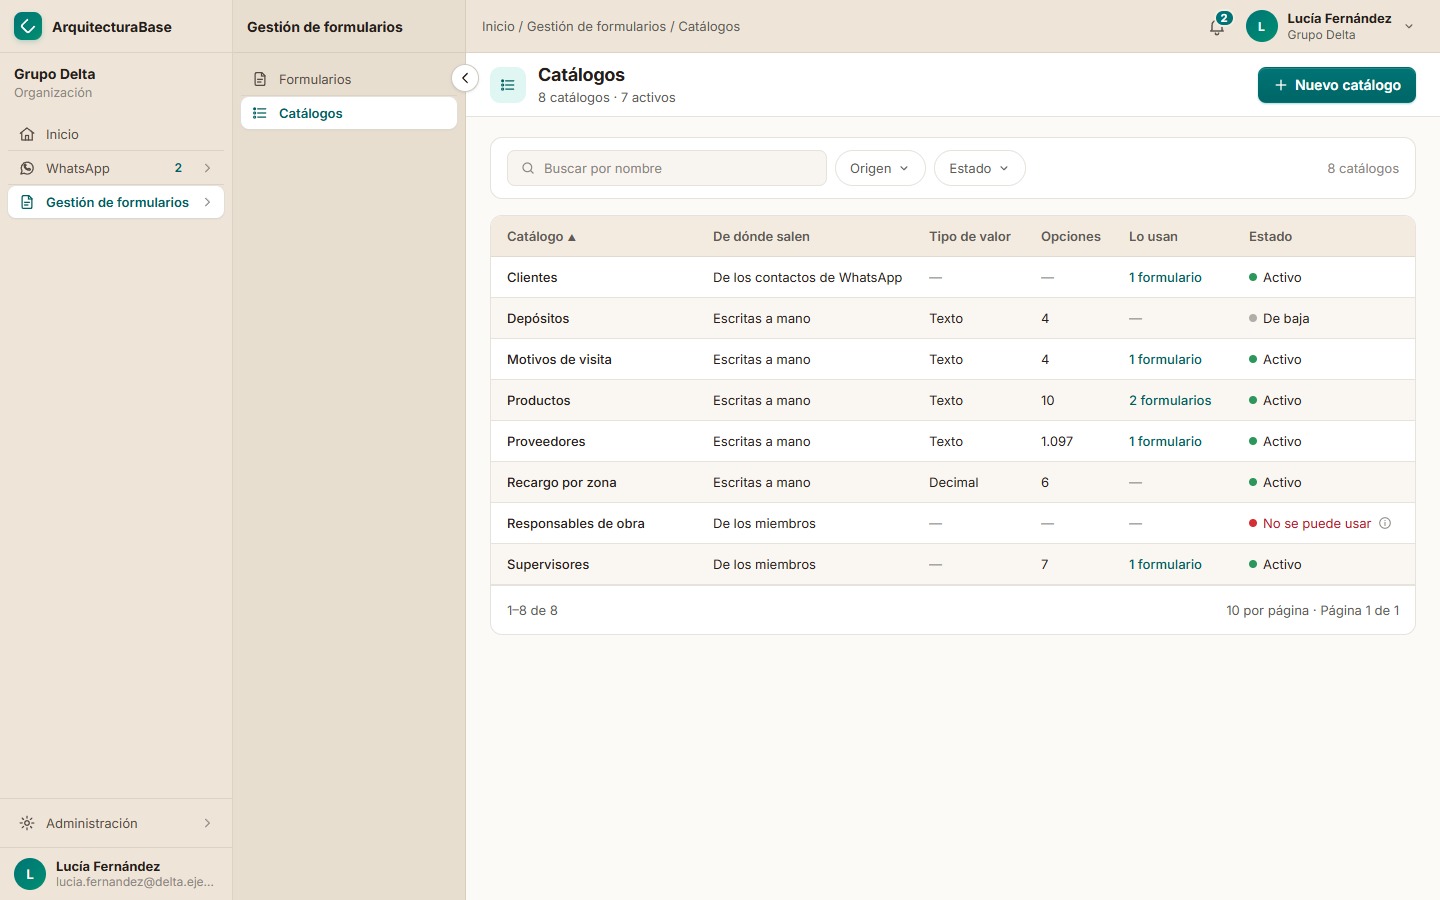 ArquitecturaBase
Grupo Delta
Organización
Inicio
WhatsApp 2
Gestión de formularios
Administración
L
Lucía Fernández
lucia.fernandez@delta.eje...
Gestión de formularios
Formularios
Catálogos
Inicio / Gestión de formularios / Catálogos
2
L
Lucía Fernández
Grupo Delta
Catálogos
8 catálogos · 7 activos
+ Nuevo catálogo
Buscar por nombre
Origen
Estado
8 catálogos
Catálogo ▲ De dónde salen Tipo de valor Opciones Lo usan Estado
Clientes De los contactos de WhatsApp — — 1 formulario Activo
Depósitos Escritas a mano Texto 4 — De baja
Motivos de visita Escritas a mano Texto 4 1 formulario Activo
Productos Escritas a mano Texto 10 2 formularios Activo
Proveedores Escritas a mano Texto 1.097 1 formulario Activo
Recargo por zona Escritas a mano Decimal 6 — Activo
Responsables de obra De los miembros — — — No se puede usar
Supervisores De los miembros — 7 1 formulario Activo
1–8 de 8
10 por página · Página 1 de 1